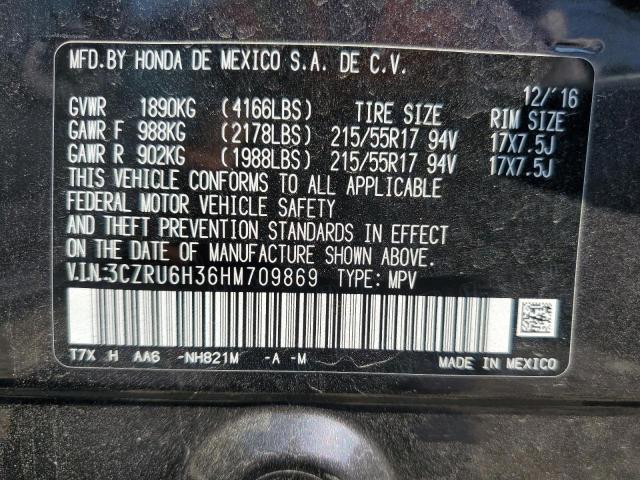 MFD.BY HONDA DE MEXICO S.A. DE C.V.
12/'16
GVWR 1890KG (4166LBS) TIRE SIZE RIM SIZE
GAWR F 988KG (2178LBS) 215/55R17 94V 17X7.5J
GAWR R 902KG (1988LBS) 215/55R17 94V 17X7.5J
THIS VEHICLE CONFORMS TO ALL APPLICABLE
FEDERAL MOTOR VEHICLE SAFETY
AND THEFT PREVENTION STANDARDS IN EFFECT
ON THE DATE OF MANUFACTURE SHOWN ABOVE.
V.I.N:3CZRU6H36HM709869 TYPE: MPV
T7X H AA6 -NH821M -A -M MADE IN MEXICO